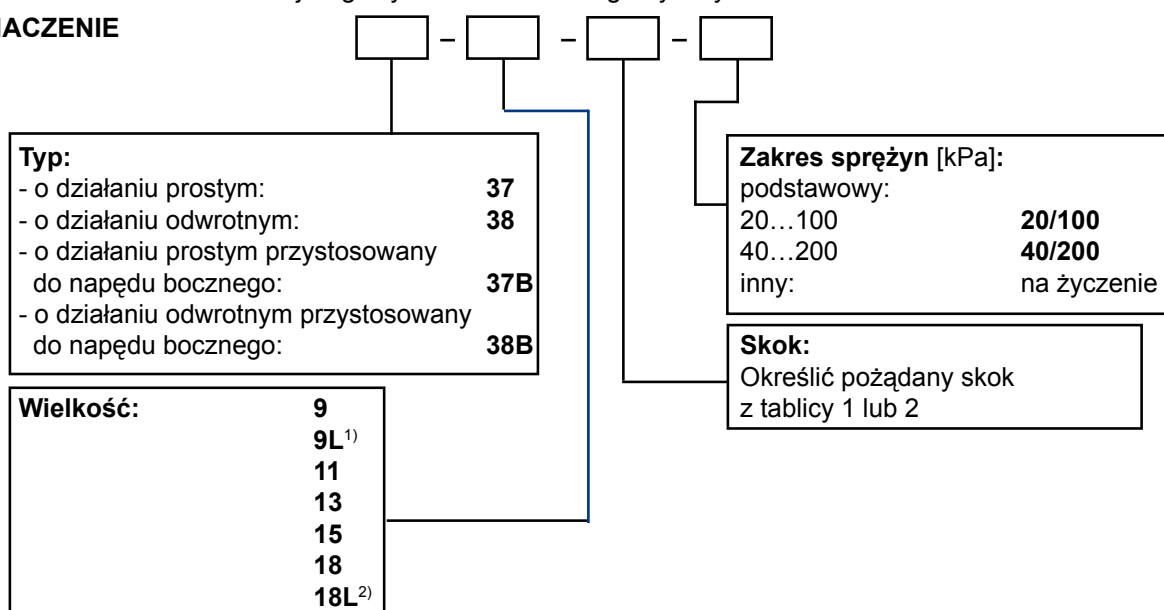 – – –
Typ:
- o działaniu prostym: 37
- o działaniu odwrotnym: 38
- o działaniu prostym przystosowany
do napędu bocznego: 37B
- o działaniu odwrotnym przystosowany
do napędu bocznego: 38B
Wielkość: 9
9L1)
11
13
15
18
18L2)
Zakres sprężyn [kPa]:
podstawowy:
20…100 20/100
40…200 40/200
inny: na życzenie
Skok:
Określić pożądany skok
z tablicy 1 lub 2